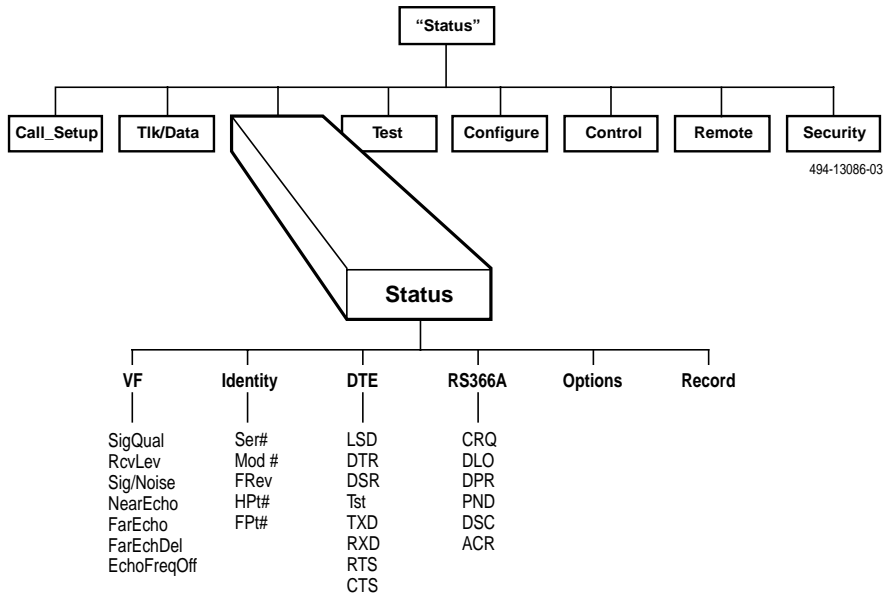 “Status”
Call_Setup Tlk/Data Test Configure Control Remote Security
494-13086-03
Status
VF Identity DTE RS366A Options Record
SigQual
RcvLev
Sig/Noise
NearEcho
FarEcho
FarEchDel
EchoFreqOff
Ser#
Mod #
FRev
HPt#
FPt#
LSD
DTR
DSR
Tst
TXD
RXD
RTS
CTS
CRQ
DLO
DPR
PND
DSC
ACR